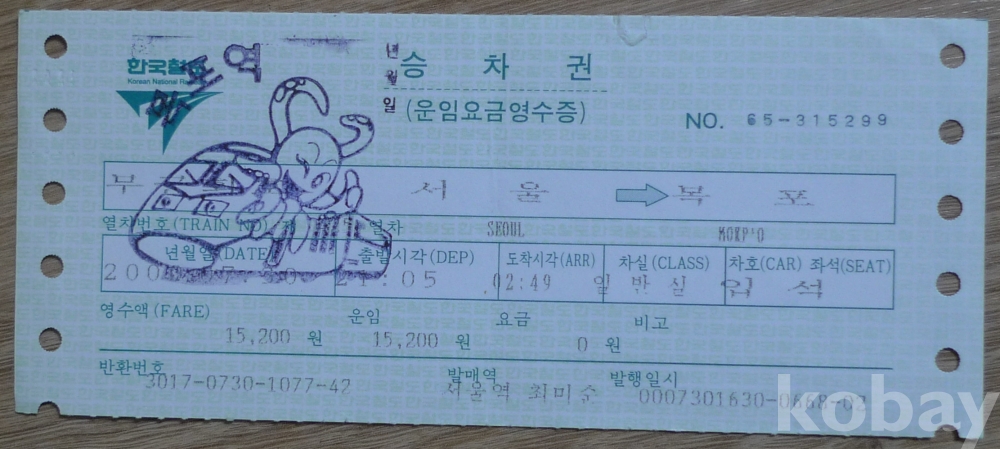 한국철
Korean National R
역
년
월
일
승 차 권
(운임요금영수증)
NO. 65-315299
서 울 → 목 포
열차번호(TRAIN NO) 열차 SEOUL MOKP'O
년월일(DATE) 출발시각(DEP) 도착시각(ARR) 차실(CLASS) 차호(CAR) 좌석(SEAT)
21:05 02:49 일 반 실 입 석
영수액(FARE) 운임 요금 비고
15,200 원 15,200 원 0 원
반환번호 발매역 발행일시
3017-0730-1077-42 서울역 최미순 0007301630-0668-02
kobay